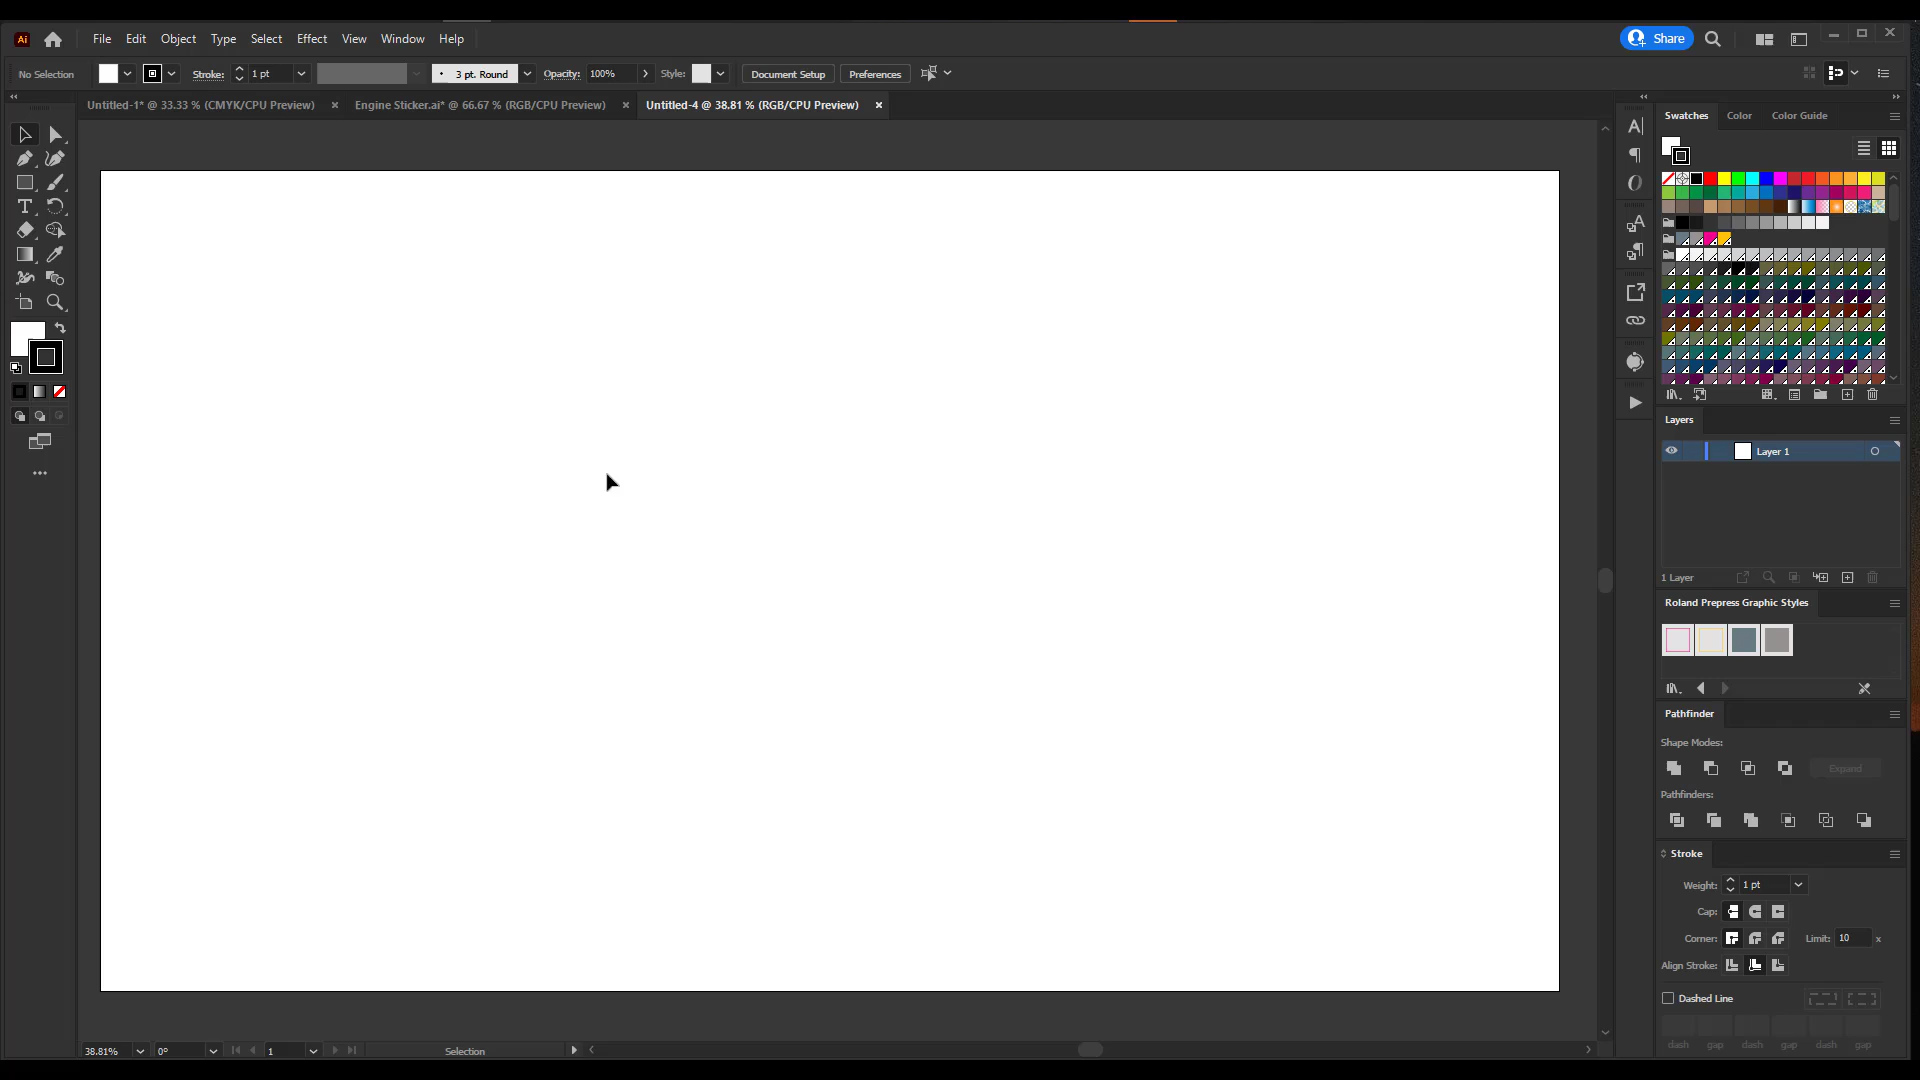 Ai File Edit Object Type Select Effect View Window Help Share
No Selection Stroke: 1 pt 3 pt. Round Opacity: 100% Style: Document Setup Preferences
Untitled-1* @ 33.33 % (CMYK/CPU Preview) × Engine Sticker.ai* @ 66.67 % (RGB/CPU Preview) × Untitled-4 @ 38.81 % (RGB/CPU Preview) ×
Swatches Color Color Guide
Layers
Layer 1
1 Layer
Roland Prepress Graphic Styles
Pathfinder
Shape Modes:
Expand
Pathfinders:
Stroke
Weight: 1 pt
Cap:
Corner: Limit: 10 x
Align Stroke:
Dashed Line
dash gap dash gap dash gap
38.81% 0° 1 Selection